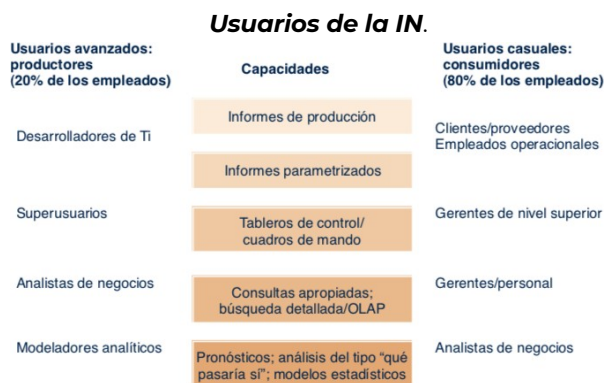 Usuarios de la IN.
Usuarios avanzados:
productores
(20% de los empleados)
Capacidades
Usuarios casuales:
consumidores
(80% de los empleados)
Desarrolladores de Ti
Informes de producción
Clientes/proveedores
Empleados operacionales
Informes parametrizados
Superusuarios
Tableros de control/
cuadros de mando
Gerentes de nivel superior
Analistas de negocios
Consultas apropiadas;
búsqueda detallada/OLAP
Gerentes/personal
Modeladores analíticos
Pronósticos; análisis del tipo “qué
pasaría sí”; modelos estadísticos
Analistas de negocios